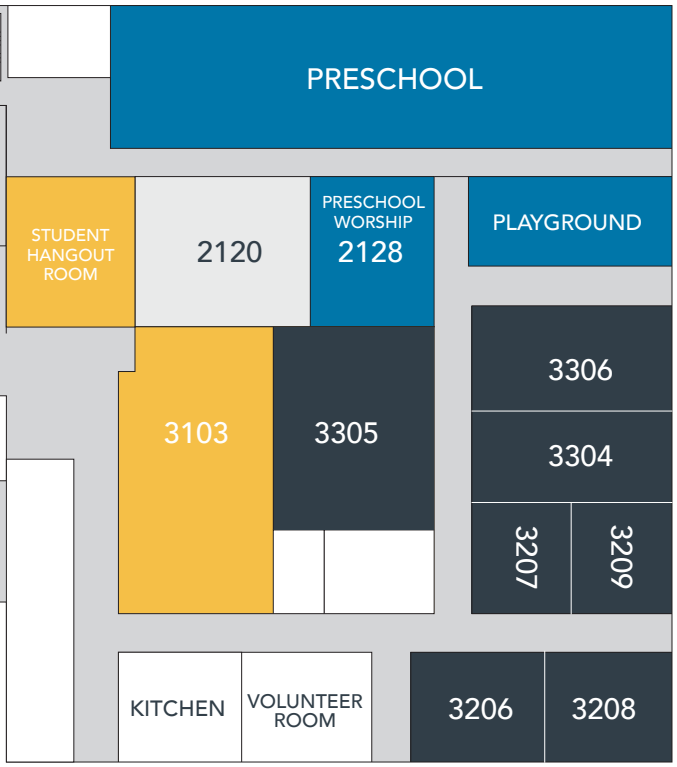 PRESCHOOL
STUDENT
HANGOUT
ROOM
2120
PRESCHOOL
WORSHIP
2128
PLAYGROUND
3103
3305
3306
3304
3207
3209
KITCHEN
VOLUNTEER
ROOM
3206
3208